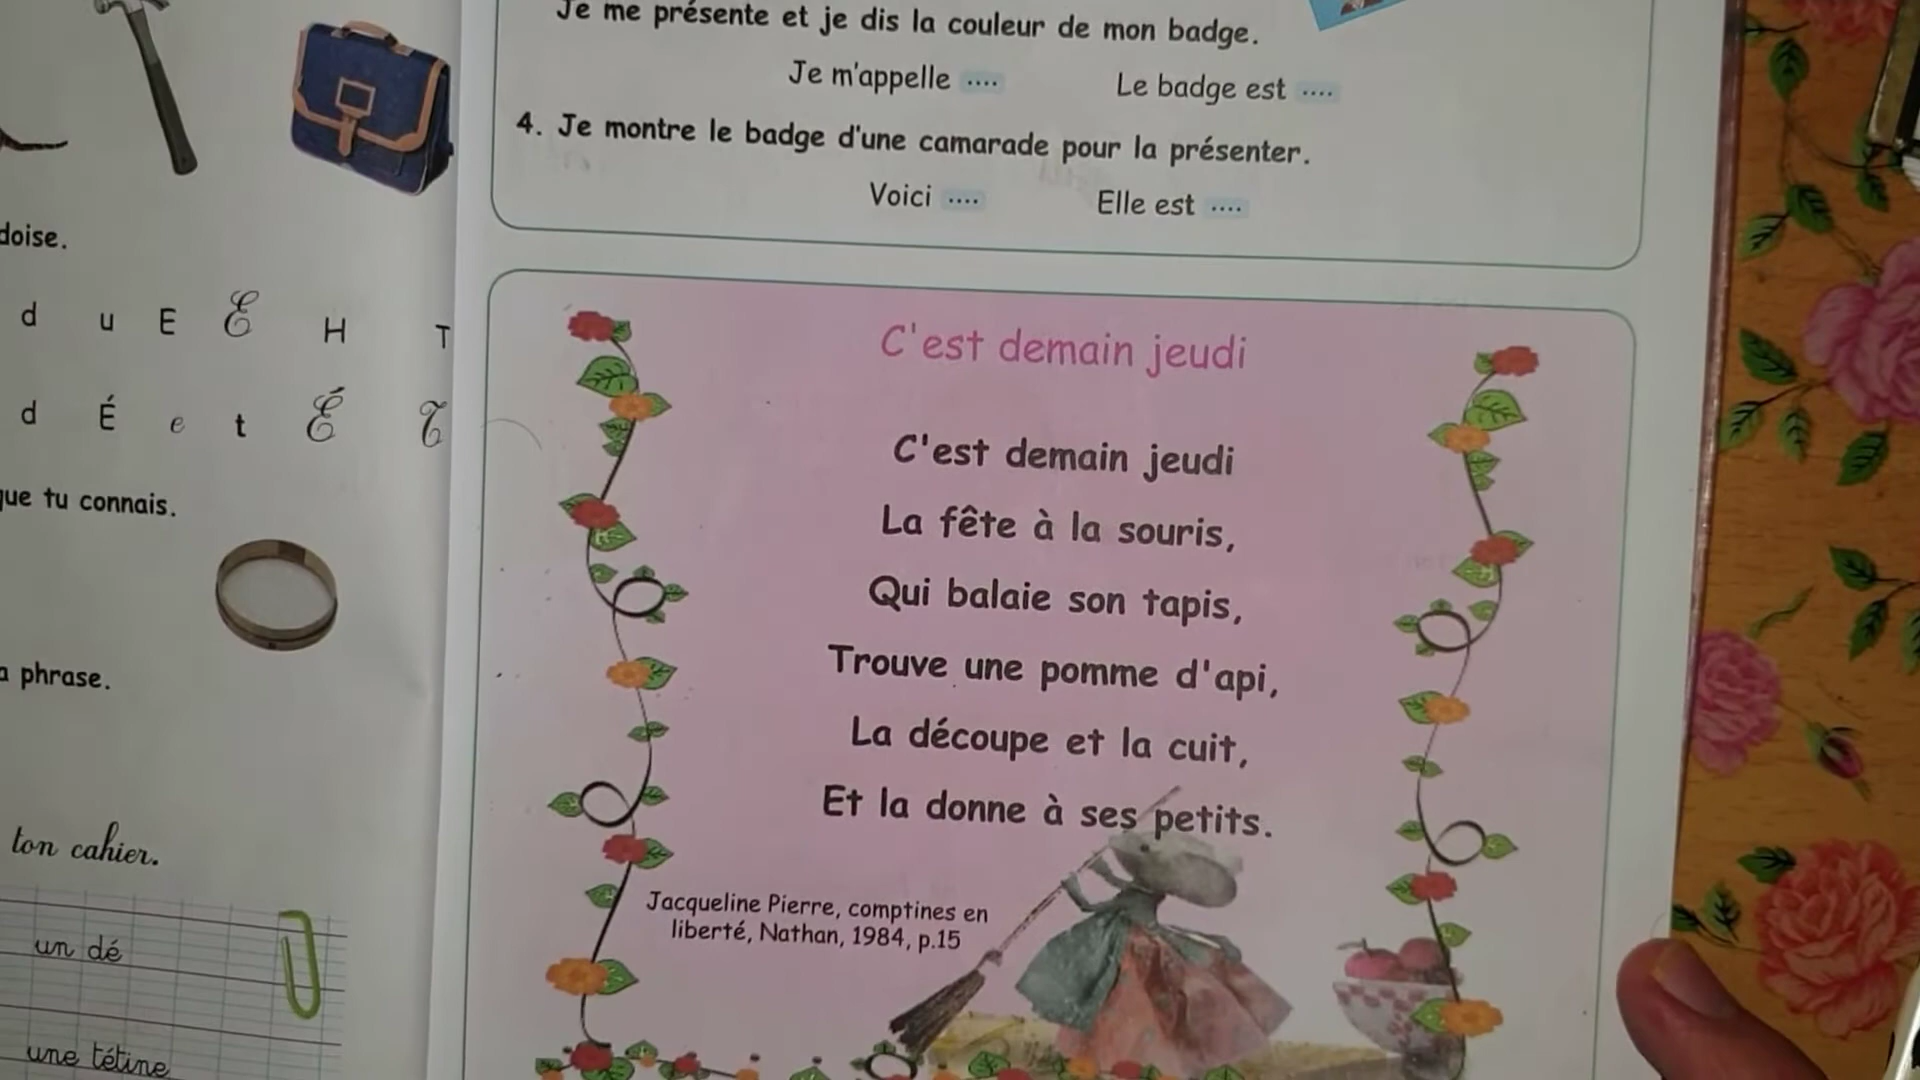 doise.
d u E E H T
d É e t É T
que tu connais.
phrase.
ton cahier.
un dé
une tétine
Je me présente et je dis la couleur de mon badge.
Je m'appelle .... Le badge est ....
4. Je montre le badge d'une camarade pour la présenter.
Voici .... Elle est ....
C'est demain jeudi
C'est demain jeudi
La fête à la souris,
Qui balaie son tapis,
Trouve une pomme d'api,
La découpe et la cuit,
Et la donne à ses petits.
Jacqueline Pierre, comptines en
liberté, Nathan, 1984, p.15